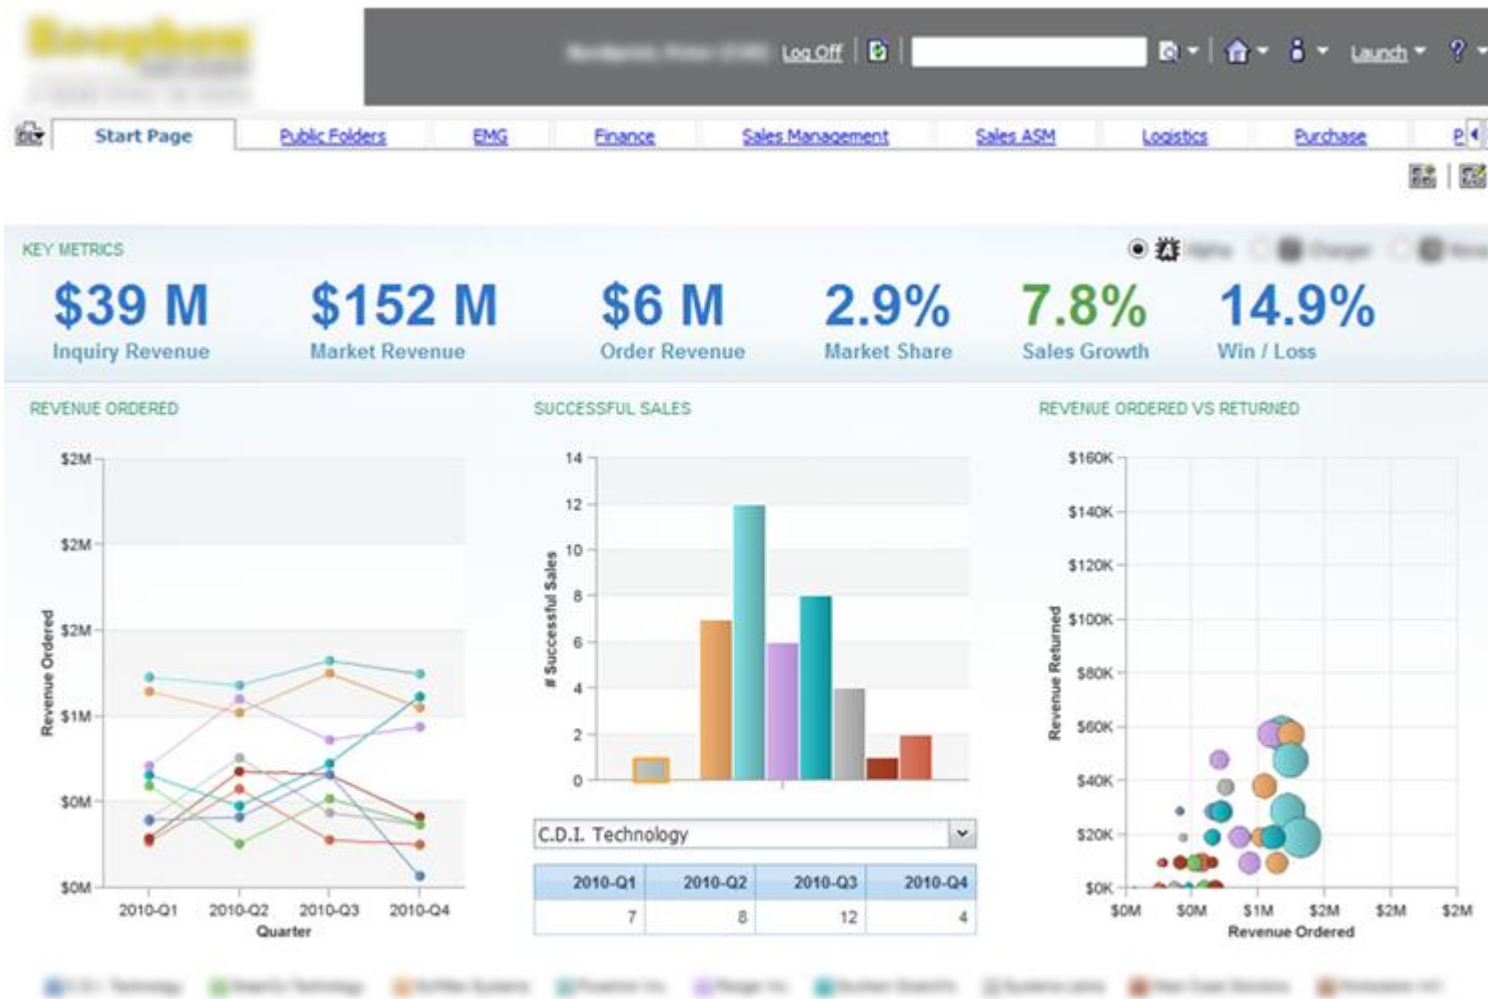 Log Off
Launch
?
Start Page
Public Folders
EMG
Finance
Sales Management
Sales ASM
Logistics
Purchase
P
KEY METRICS
A
$39 M
$152 M
$6 M
2.9%
7.8%
14.9%
Inquiry Revenue
Market Revenue
Order Revenue
Market Share
Sales Growth
Win / Loss
REVENUE ORDERED
$2M
$2M
$2M
$1M
$0M
$0M
Revenue Ordered
2010-Q1
2010-Q2
2010-Q3
2010-Q4
Quarter
SUCCESSFUL SALES
14
12
10
8
6
4
2
0
# Successful Sales
C.D.I. Technology
2010-Q1 2010-Q2 2010-Q3 2010-Q4
7 8 12 4
REVENUE ORDERED VS RETURNED
$160K
$140K
$120K
$100K
$80K
$60K
$40K
$20K
$0K
Revenue Returned
$0M
$0M
$1M
$2M
$2M
$2M
Revenue Ordered